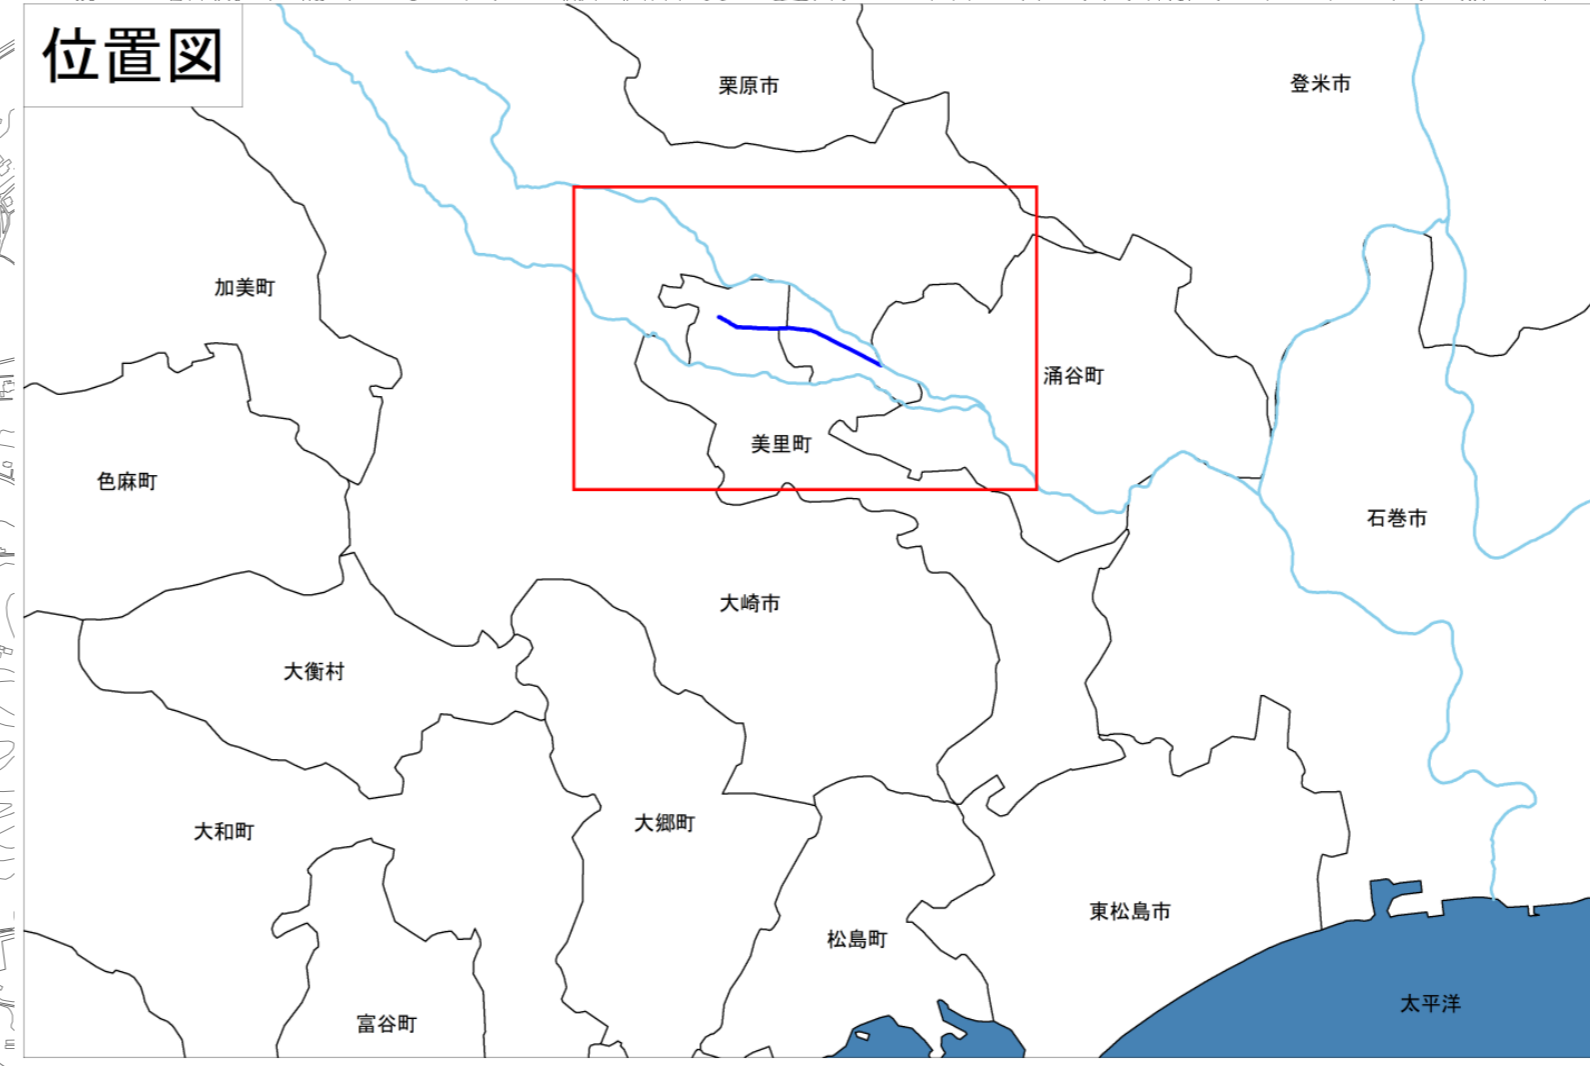 位置図
栗原市
登米市
加美町
涌谷町
美里町
色麻町
石巻市
大崎市
大衡村
大郷町
大和町
東松島市
松島町
太平洋
富谷町